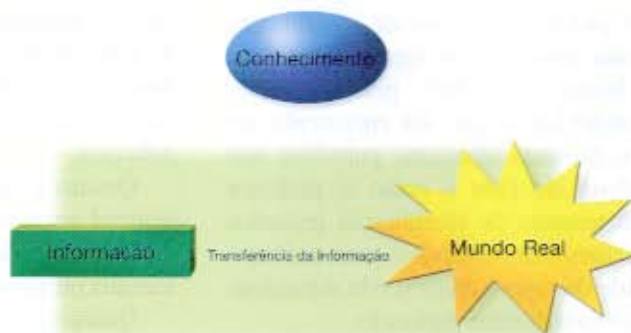 Conhecimento
Informação
Transferência da Informação
Mundo Real